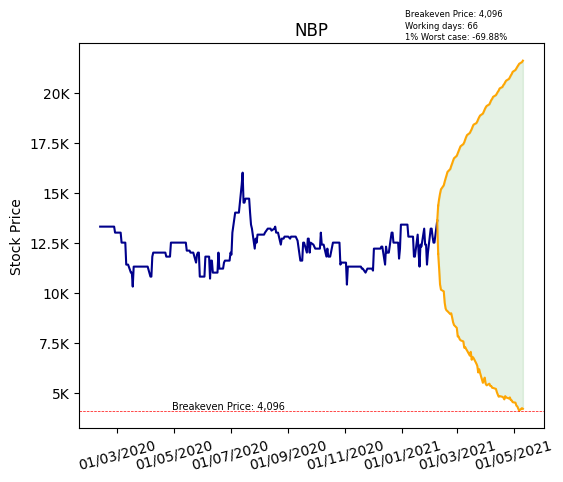 Breakeven Price: 4,096
Working days: 66
1% Worst case: -69.88%
NBP
Stock Price
20K
17.5K
15K
12.5K
10K
7.5K
5K
Breakeven Price: 4,096
01/03/2020
01/05/2020
01/07/2020
01/09/2020
01/11/2020
01/01/2021
01/03/2021
01/05/2021